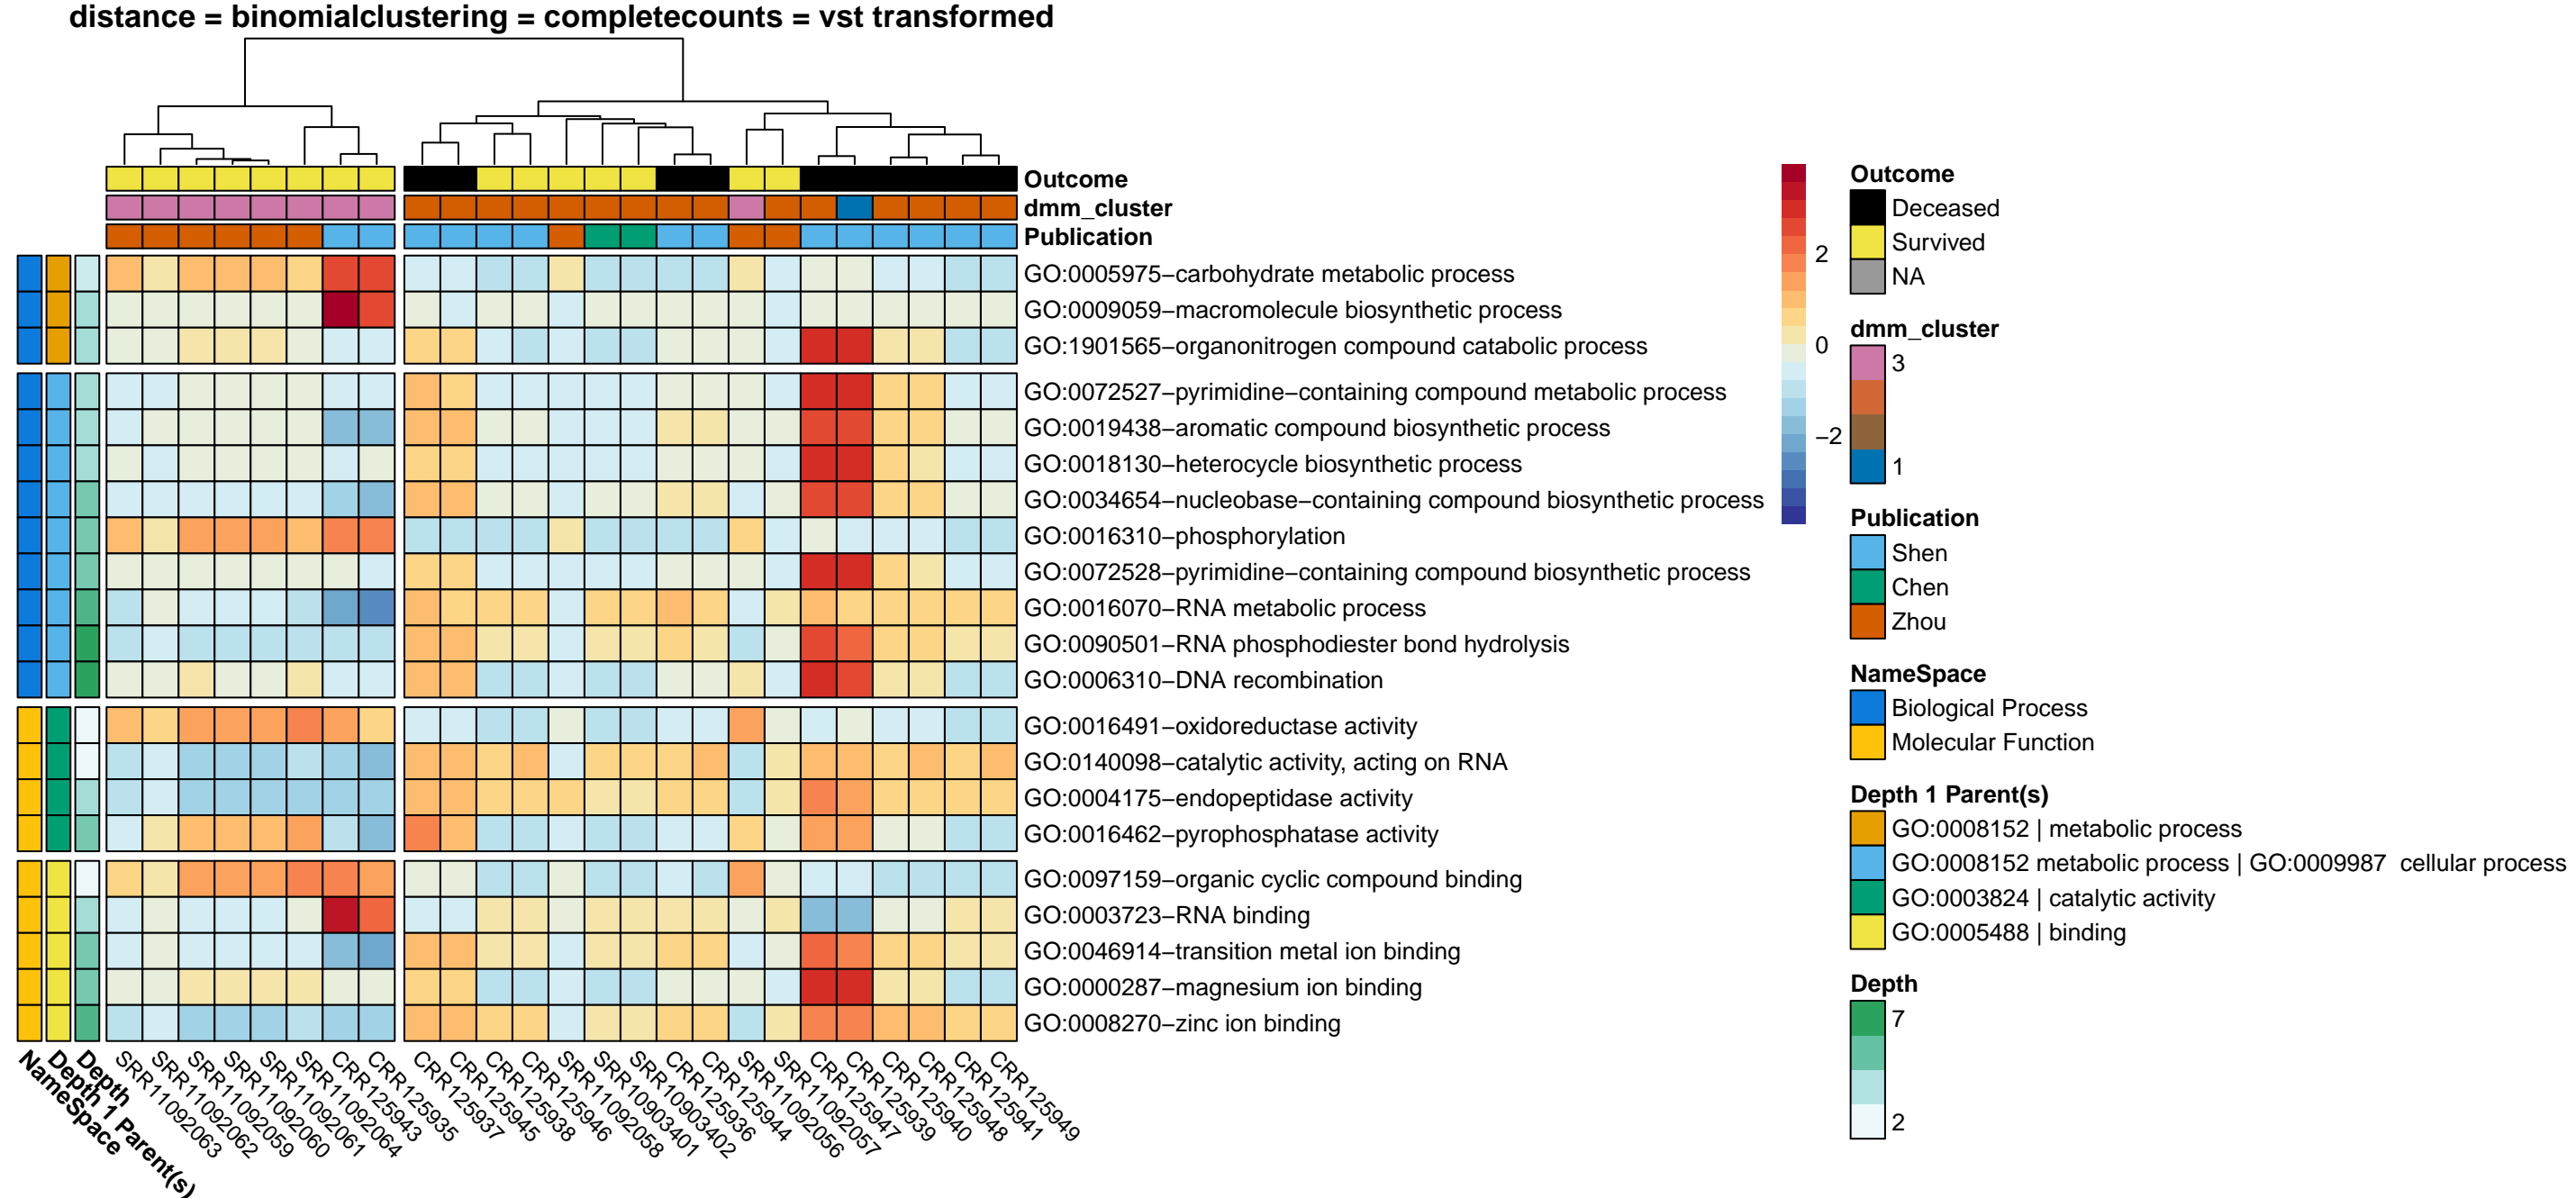 distance = binomialclustering = completecounts = vst transformed
Outcome
dmm_cluster
Publication
GO:0005975−carbohydrate metabolic process
GO:0009059−macromolecule biosynthetic process
GO:1901565−organonitrogen compound catabolic process
GO:0072527−pyrimidine−containing compound metabolic process
GO:0019438−aromatic compound biosynthetic process
GO:0018130−heterocycle biosynthetic process
GO:0034654−nucleobase−containing compound biosynthetic process
GO:0016310−phosphorylation
GO:0072528−pyrimidine−containing compound biosynthetic process
GO:0016070−RNA metabolic process
GO:0090501−RNA phosphodiester bond hydrolysis
GO:0006310−DNA recombination
GO:0016491−oxidoreductase activity
GO:0140098−catalytic activity, acting on RNA
GO:0004175−endopeptidase activity
GO:0016462−pyrophosphatase activity
GO:0097159−organic cyclic compound binding
GO:0003723−RNA binding
GO:0046914−transition metal ion binding
GO:0000287−magnesium ion binding
GO:0008270−zinc ion binding
NameSpace
Depth 1 Parent(s)
Depth
SRR11092063
SRR11092062
SRR11092059
SRR11092060
SRR11092061
SRR11092064
CRR125943
CRR125935
CRR125937
CRR125945
CRR125938
CRR125946
SRR11092058
SRR10903401
SRR10903402
CRR125936
CRR125944
SRR11092056
SRR11092057
CRR125947
CRR125939
CRR125940
CRR125948
CRR125941
CRR125949
2
0
−2
Outcome
Deceased
Survived
NA
dmm_cluster
3
1
Publication
Shen
Chen
Zhou
NameSpace
Biological Process
Molecular Function
Depth 1 Parent(s)
GO:0008152 | metabolic process
GO:0008152 metabolic process | GO:0009987 cellular process
GO:0003824 | catalytic activity
GO:0005488 | binding
Depth
7
2